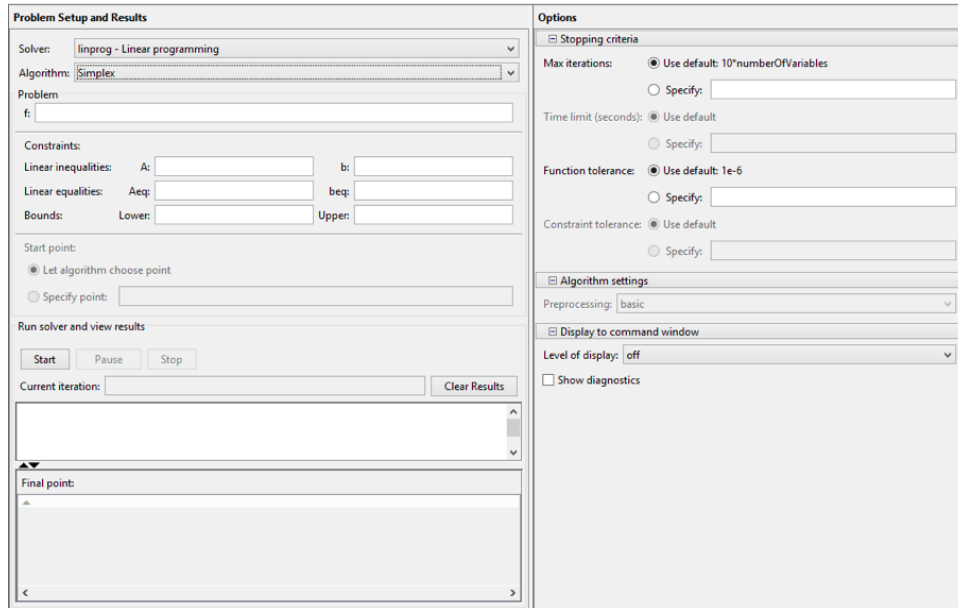 Problem Setup and Results
Solver: linprog - Linear programming
Algorithm: Simplex
Problem
f:
Constraints:
Linear inequalities: A: b:
Linear equalities: Aeq: beq:
Bounds: Lower: Upper:
Start point:
Let algorithm choose point
Specify point:
Run solver and view results
Start Pause Stop
Current iteration: Clear Results
Final point:
Options
Stopping criteria
Max iterations: Use default: 10*numberOfVariables
Specify:
Time limit (seconds): Use default
Specify:
Function tolerance: Use default: 1e-6
Specify:
Constraint tolerance: Use default
Specify:
Algorithm settings
Preprocessing: basic
Display to command window
Level of display: off
Show diagnostics